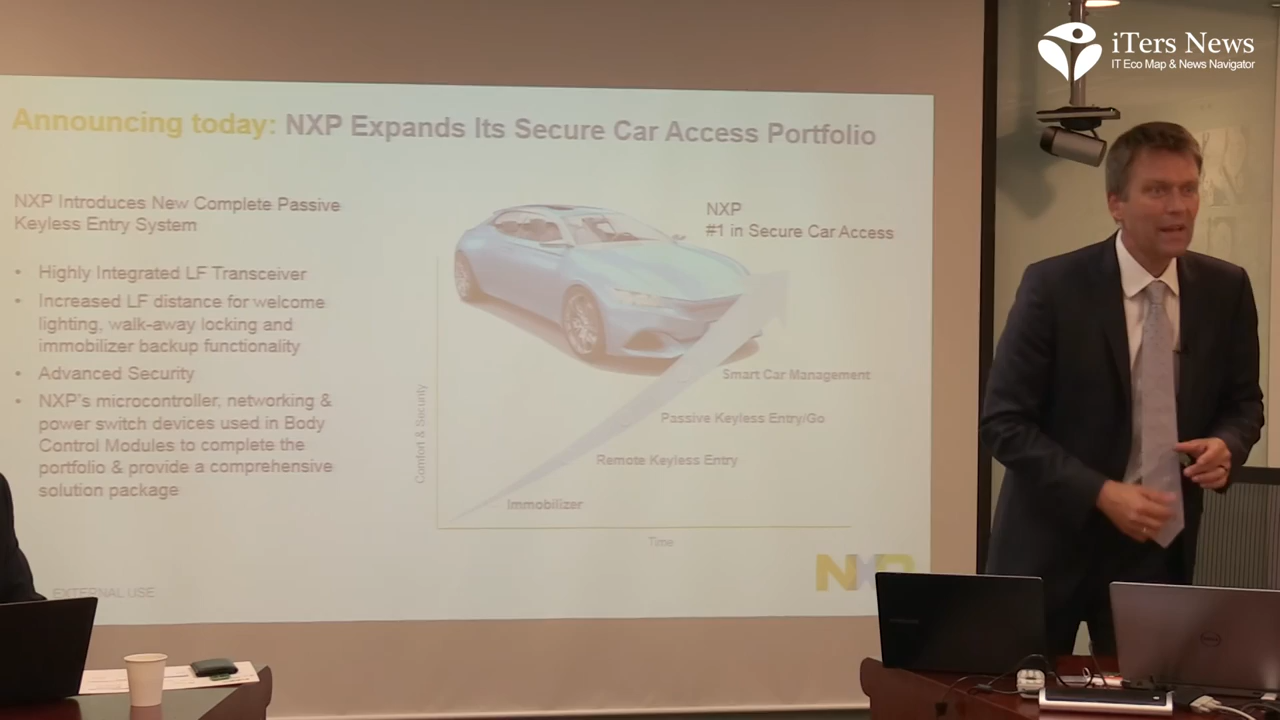 iTers News
IT Eco Map & News Navigator
Announcing today: NXP Expands Its Secure Car Access Portfolio
NXP Introduces New Complete Passive
Keyless Entry System
• Highly Integrated LF Transceiver
• Increased LF distance for welcome
lighting, walk-away locking and
immobilizer backup functionality
• Advanced Security
• NXP's microcontroller, networking &
power switch devices used in Body
Control Modules to complete the
portfolio & provide a comprehensive
solution package
NXP
#1 in Secure Car Access
Smart Car Management
Passive Keyless Entry/Go
Remote Keyless Entry
Immobilizer
Comfort & Security
Time
EXTERNAL USE
NXP
DELL